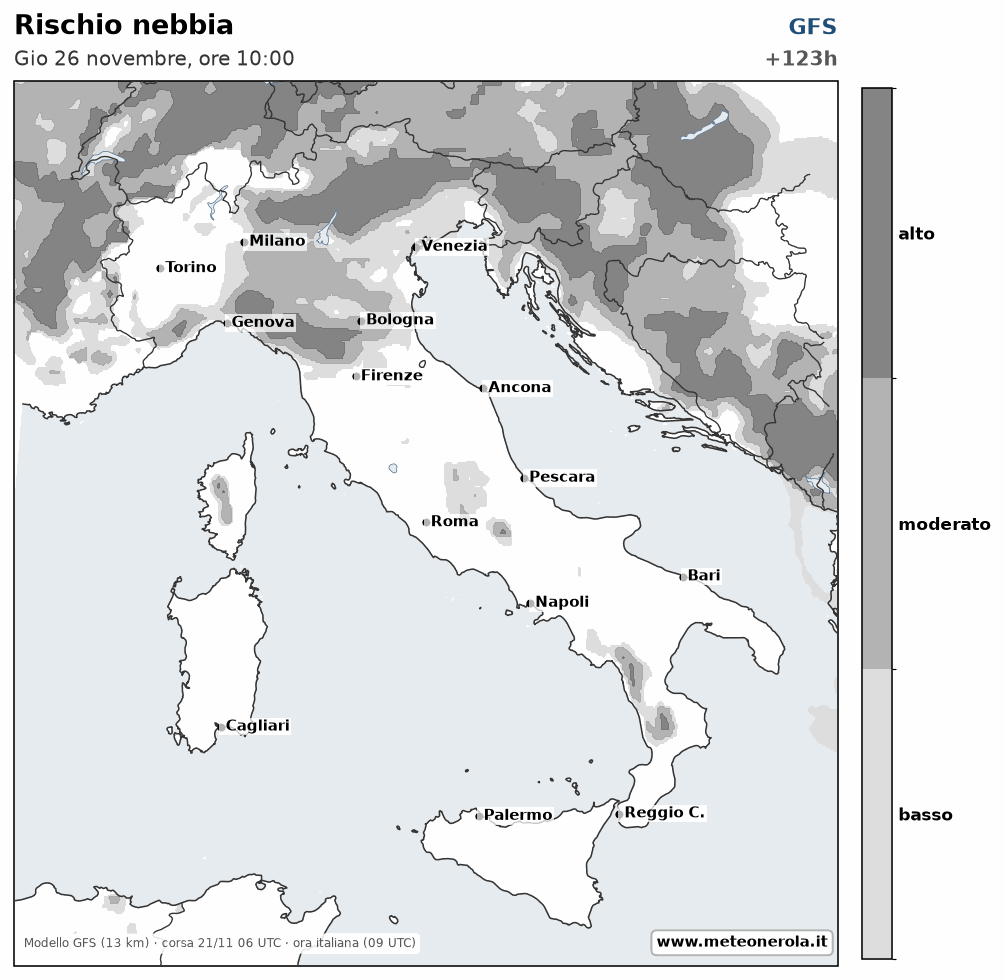 Rischio nebbia
GFS
Gio 26 novembre, ore 10:00
+123h
alto
Milano
Venezia
Torino
Genova
Bologna
Firenze
Ancona
Pescara
Roma
moderato
Bari
Napoli
Cagliari
Palermo
Reggio C.
basso
Modello GFS (13 km) · corsa 21/11 06 UTC · ora italiana (09 UTC)
www.meteonerola.it